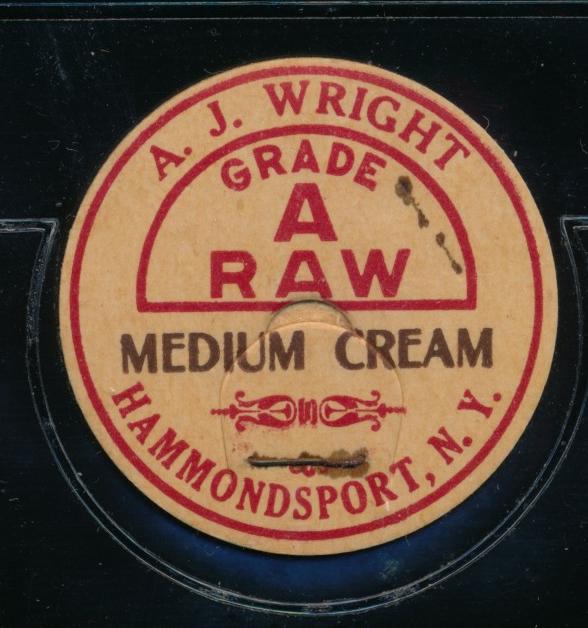 A. J. WRIGHT
GRADE
A
RAW
MEDIUM CREAM
HAMMONDSPORT, N. Y.